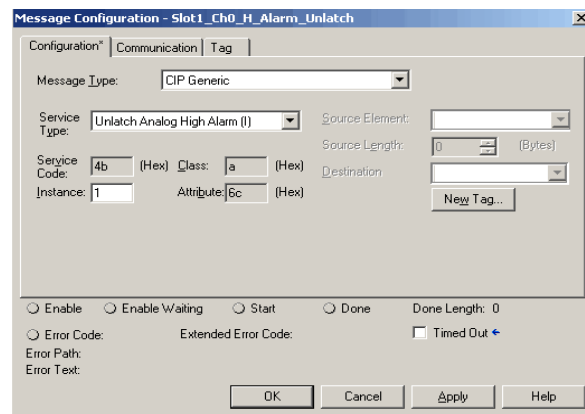 Message Configuration - Slot1_Ch0_H_Alarm_Unlatch
Configuration* Communication Tag
Message Type: CIP Generic
Service Type: Unlatch Analog High Alarm (I) Source Element:
Source Length: 0 (Bytes)
Service Code: 4b (Hex) Class: a (Hex) Destination
Instance: 1 Attribute: 6c (Hex) New Tag...
Enable Enable Waiting Start Done Done Length: 0
Error Code: Extended Error Code: Timed Out ←
Error Path:
Error Text:
OK Cancel Apply Help